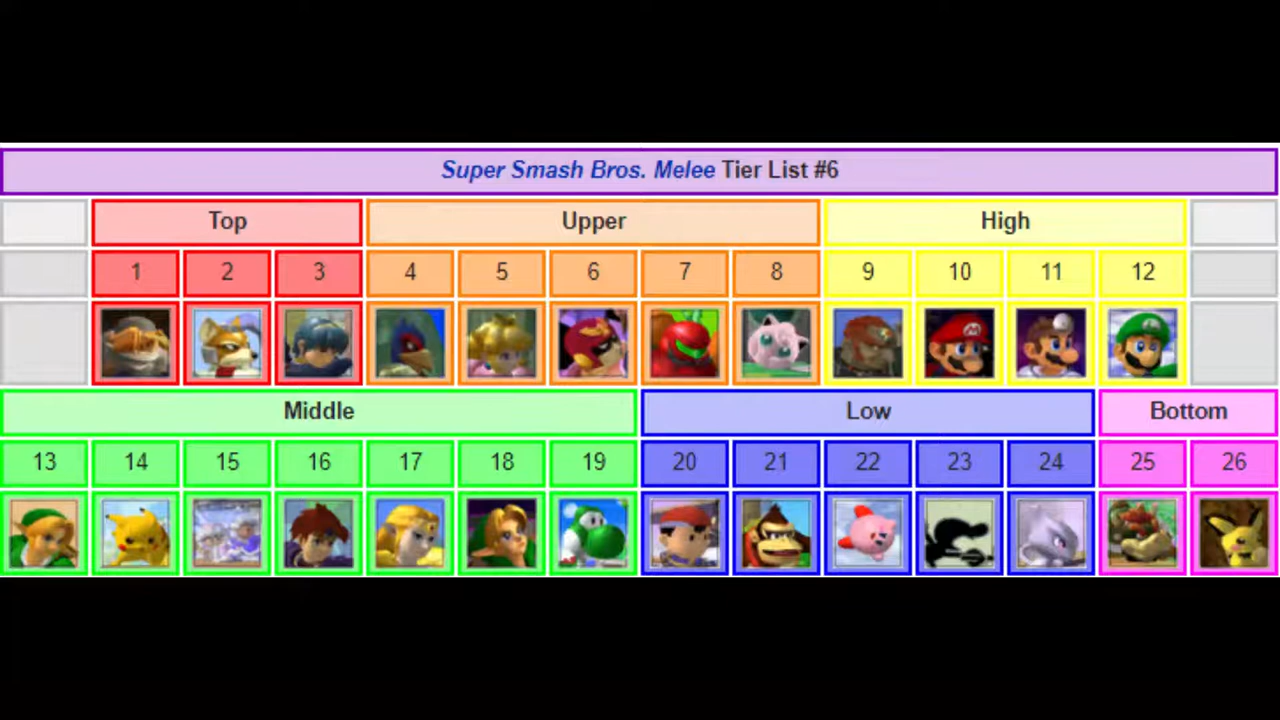 Super Smash Bros. Melee Tier List #6
Top Upper High
1 2 3 4 5 6 7 8 9 10 11 12
Middle Low Bottom
13 14 15 16 17 18 19 20 21 22 23 24 25 26